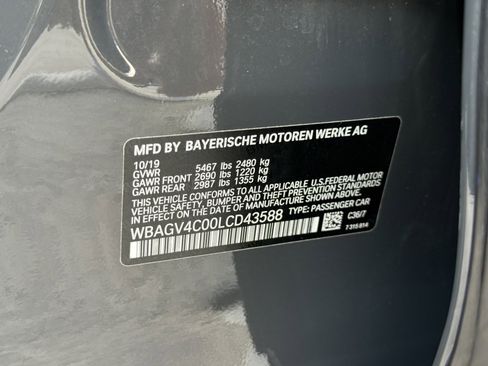 MFD BY BAYERISCHE MOTOREN WERKE AG
10/19
GVWR 5467 lbs 2480 kg
GAWR FRONT 2690 lbs 1220 kg
GAWR REAR 2987 lbs 1355 kg
THIS VEHICLE CONFORMS TO ALL APPLICABLE U.S. FEDERAL MOTOR
VEHICLE SAFETY, BUMPER AND THEFT PREVENTION STANDARDS
IN EFFECT ON THE DATE OF MANUFACTURE SHOWN ABOVE.
WBAGV4C00LCD43588 TYPE: PASSENGER CAR
C36/7
7315814